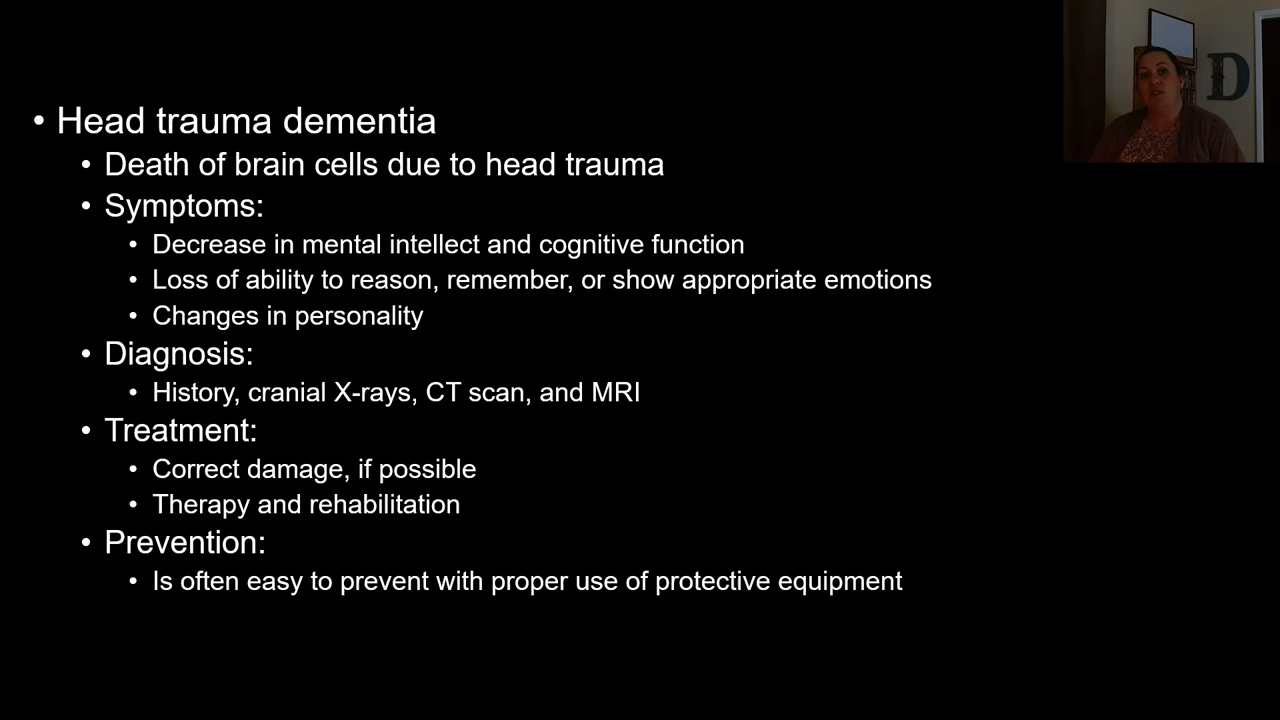 • Head trauma dementia
• Death of brain cells due to head trauma
• Symptoms:
• Decrease in mental intellect and cognitive function
• Loss of ability to reason, remember, or show appropriate emotions
• Changes in personality
• Diagnosis:
• History, cranial X-rays, CT scan, and MRI
• Treatment:
• Correct damage, if possible
• Therapy and rehabilitation
• Prevention:
• Is often easy to prevent with proper use of protective equipment
D